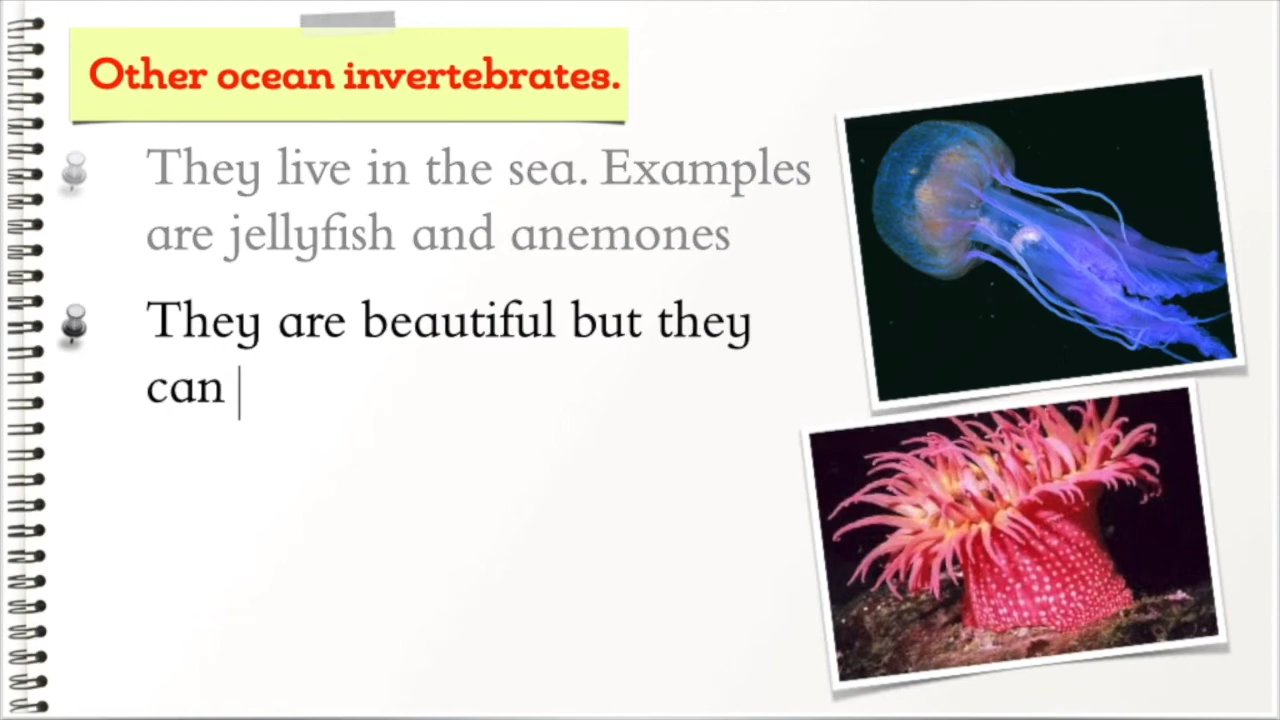 Other ocean invertebrates.
They live in the sea. Examples
are jellyfish and anemones
They are beautiful but they
can